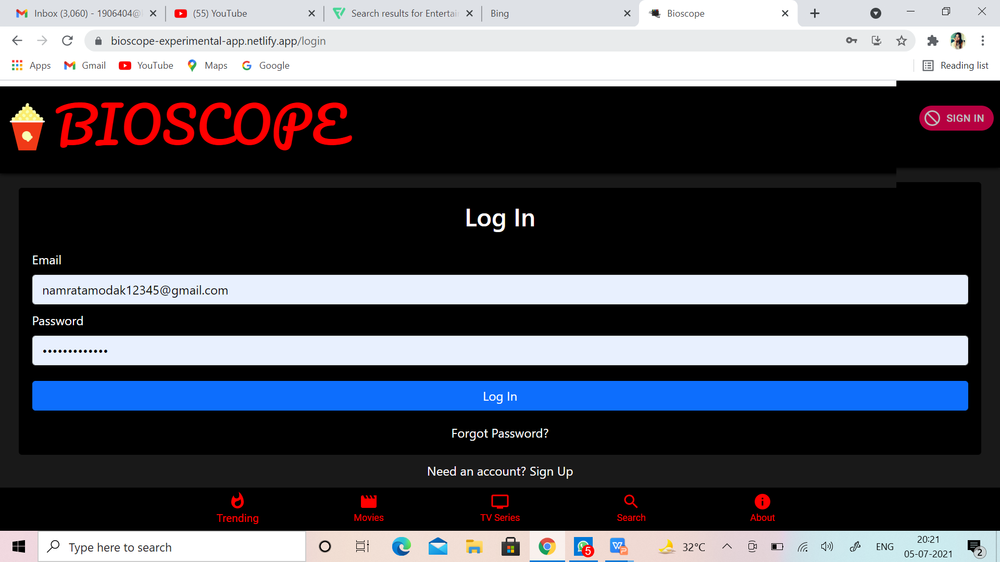 Inbox (3,060) - 1906404@
(55) YouTube
Search results for Entertain
Bing
Bioscope
bioscope-experimental-app.netlify.app/login
Apps
Gmail
YouTube
Maps
Google
Reading list
BIOSCOPE
SIGN IN
Log In
Email
namratamodak12345@gmail.com
Password
•••••••••••••
Log In
Forgot Password?
Need an account? Sign Up
Trending
Movies
TV Series
Search
About
Type here to search
5
32°C
ENG
20:21
05-07-2021
2